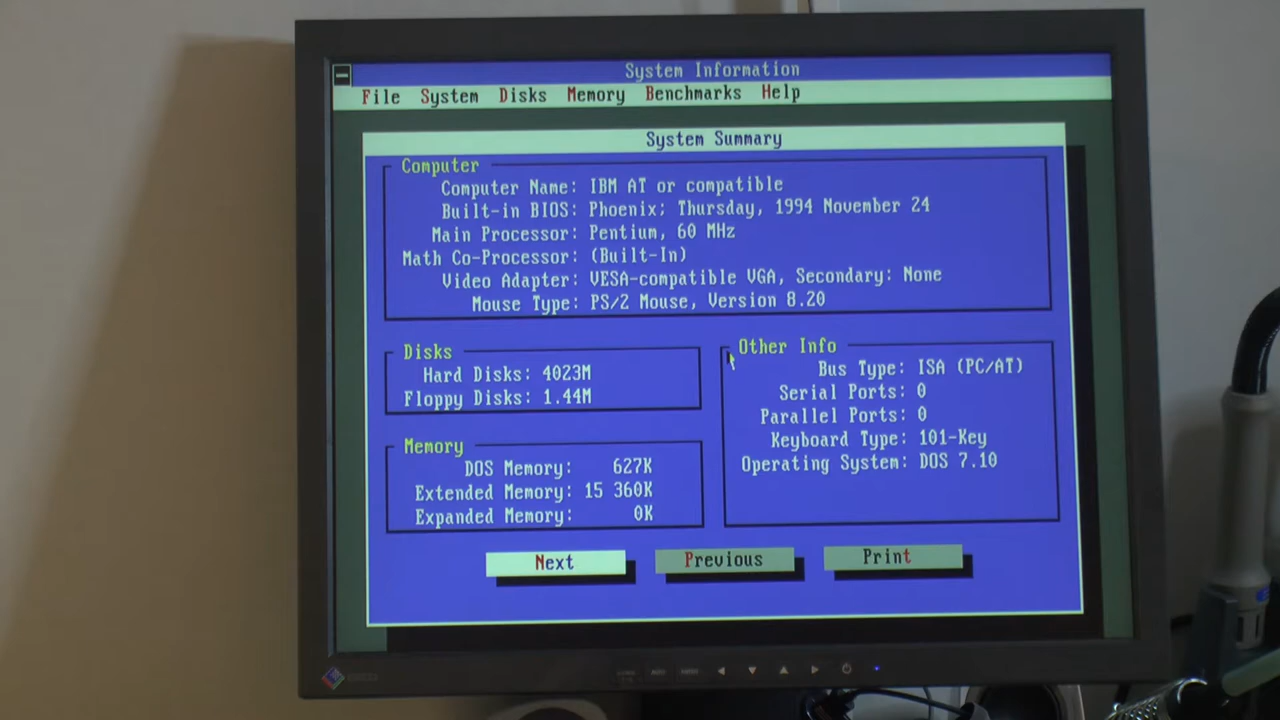 System Information
File System Disks Memory Benchmarks Help
System Summary
Computer
Computer Name: IBM AT or compatible
Built-in BIOS: Phoenix; Thursday, 1994 November 24
Main Processor: Pentium, 60 MHz
Math Co-Processor: (Built-In)
Video Adapter: VESA-compatible VGA, Secondary: None
Mouse Type: PS/2 Mouse, Version 8.20
Disks
Hard Disks: 4023M
Floppy Disks: 1.44M
Memory
DOS Memory: 627K
Extended Memory: 15 360K
Expanded Memory: 0K
Other Info
Bus Type: ISA (PC/AT)
Serial Ports: 0
Parallel Ports: 0
Keyboard Type: 101-Key
Operating System: DOS 7.10
Next Previous Print